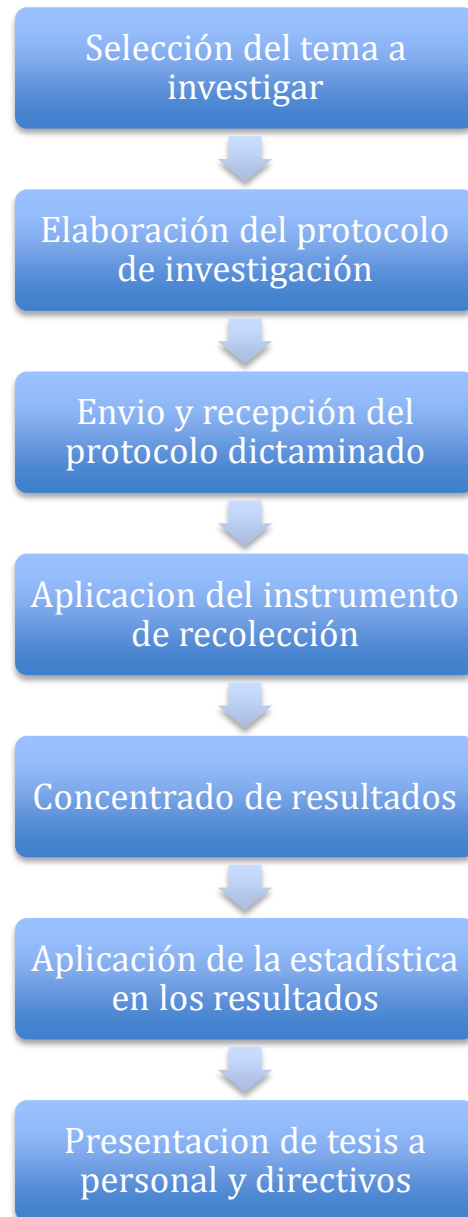 Selección del tema a
investigar
Elaboración del protocolo
de investigación
Envio y recepción del
protocolo dictaminado
Aplicacion del instrumento
de recolección
Concentrado de resultados
Aplicación de la estadística
en los resultados
Presentacion de tesis a
personal y directivos